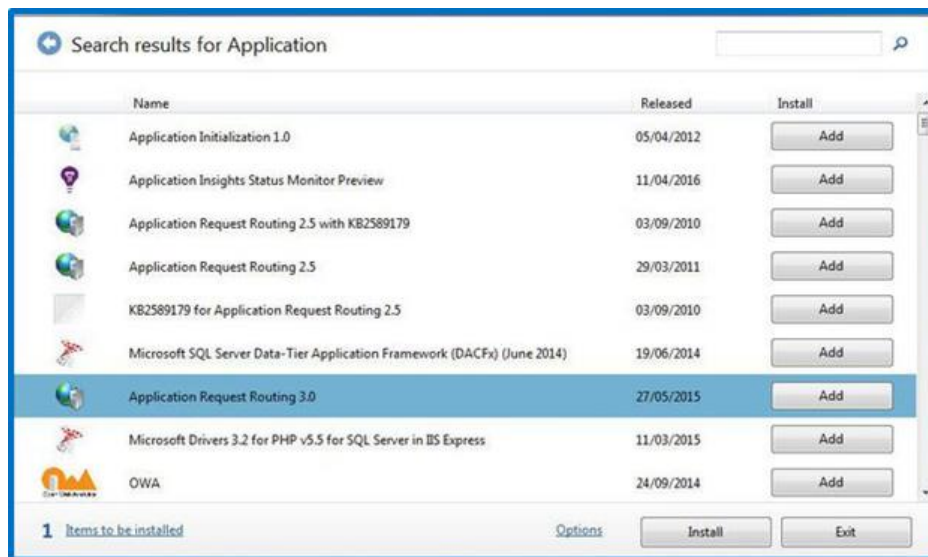 Search results for Application
Name Released Install
Application Initialization 1.0 05/04/2012 Add
Application Insights Status Monitor Preview 11/04/2016 Add
Application Request Routing 2.5 with KB2589179 03/09/2010 Add
Application Request Routing 2.5 29/03/2011 Add
KB2589179 for Application Request Routing 2.5 03/09/2010 Add
Microsoft SQL Server Data-Tier Application Framework (DACFx) (June 2014) 19/06/2014 Add
Application Request Routing 3.0 27/05/2015 Add
Microsoft Drivers 3.2 for PHP v5.5 for SQL Server in IIS Express 11/03/2015 Add
OWA 24/09/2014 Add
1 Items to be installed Options Install Exit